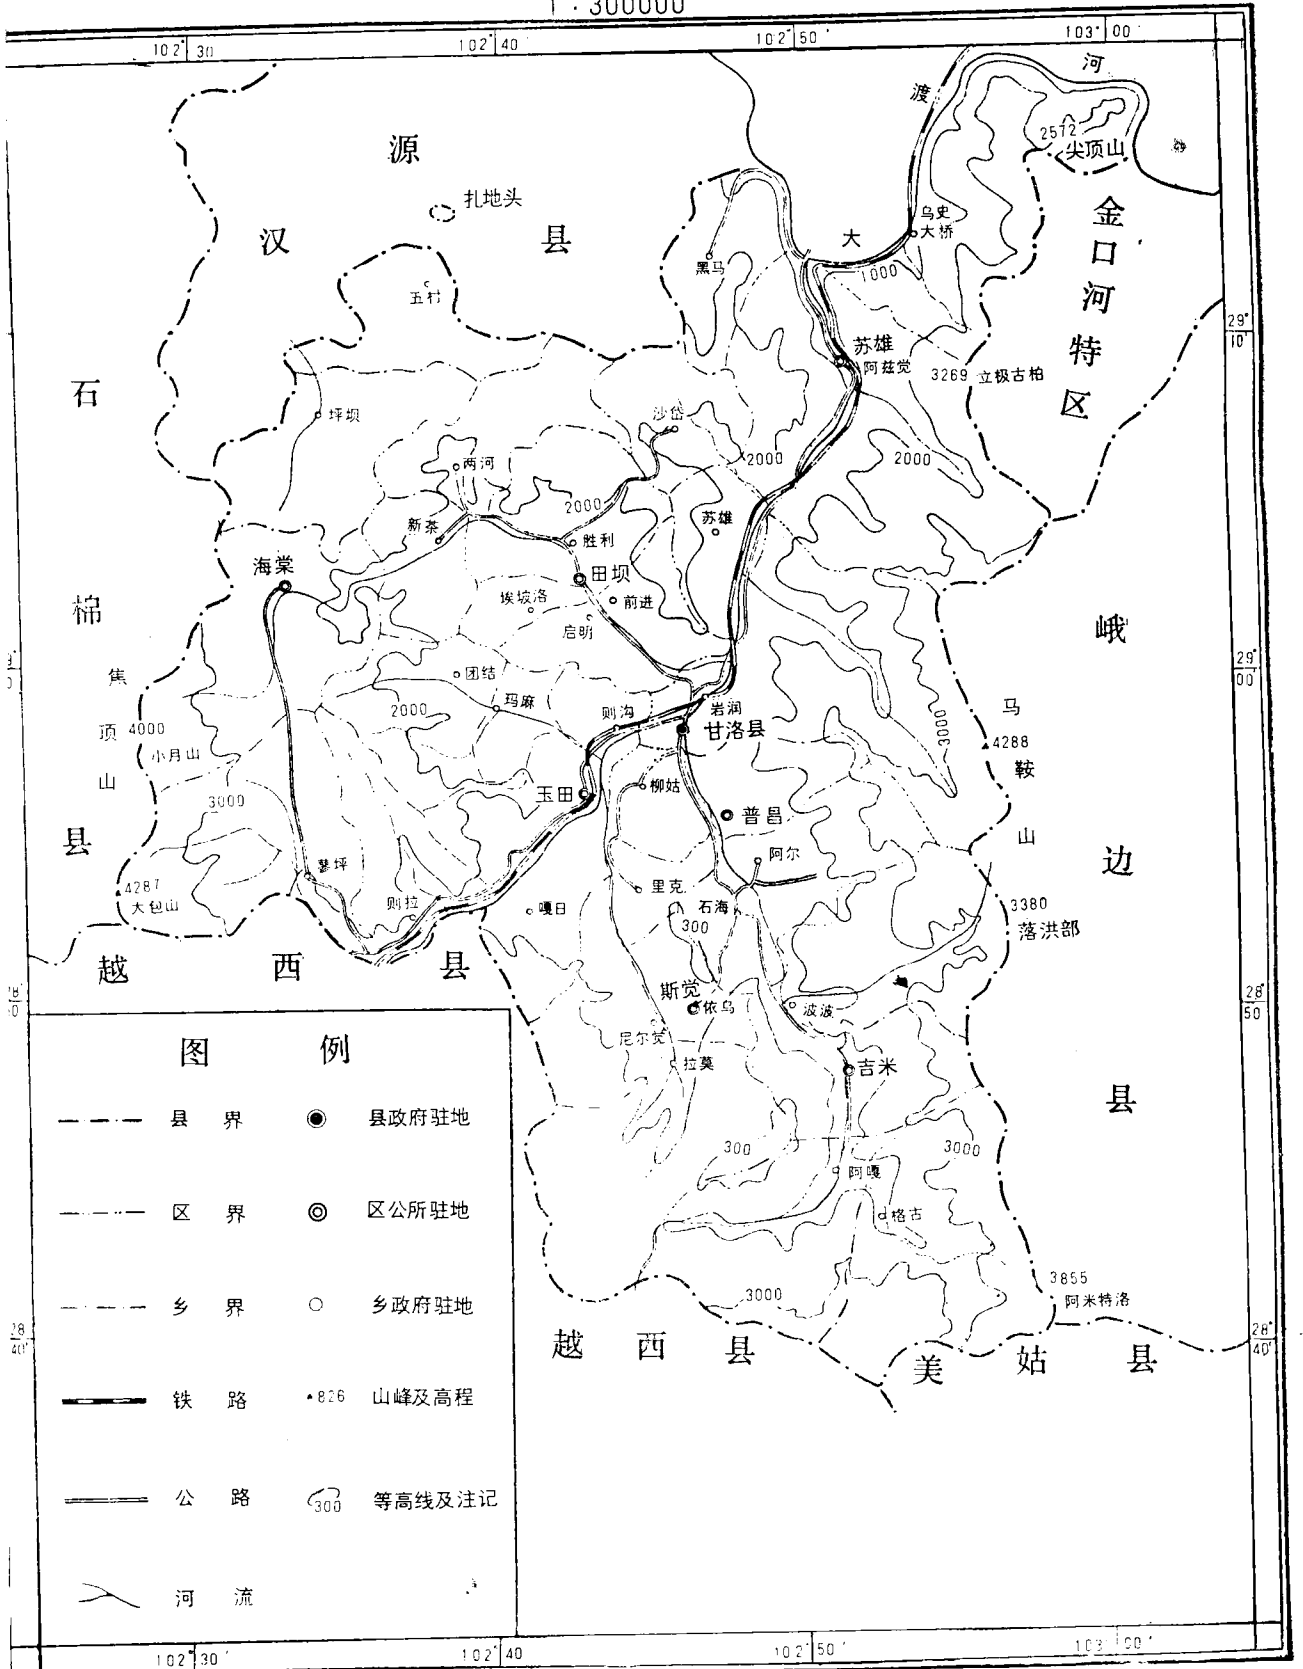 1：300000
102° 30′
102° 40′
102° 50′
103° 00′
大渡河
2572
尖顶山
源
汉 县
扎地头
五村
黑马
乌史
大桥
1000
金口河特区
苏雄
阿兹觉
3269 立极古柏
29°
10′
石棉县
坪坝
沙岱
两河
2000
2000
2000
新茶
苏雄
胜利
海棠
田坝
埃坡洛
前进
启明
峨边县
29°
00′
焦顶山
4000
小月山
团结
玛麻
2000
则沟
岩润
甘洛县
3000
马鞍山
4288
3000
玉田
柳姑
普昌
蓼坪
阿尔
4287
大包山
则拉
嘎日
里克
石海
300
3380
落洪部
越西县
斯觉
依乌
波波
28°
50′
尼尔觉
拉莫
吉米
300
3000
阿嘎
格古
3000
3855
阿米特洛
越西县
美姑县
28°
40′
28°
40′
图例
县界 县政府驻地
区界 区公所驻地
乡界 乡政府驻地
铁路 826 山峰及高程
公路 300 等高线及注记
河流
102° 30′
102° 40′
102° 50′
103° 00′